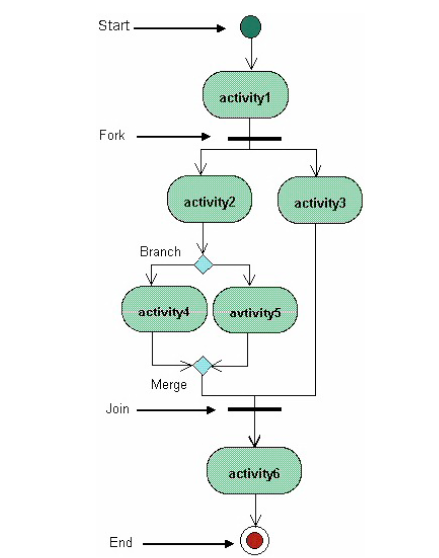 Start
activity1
Fork
activity2
activity3
Branch
activity4
avtivity5
Merge
Join
activity6
End